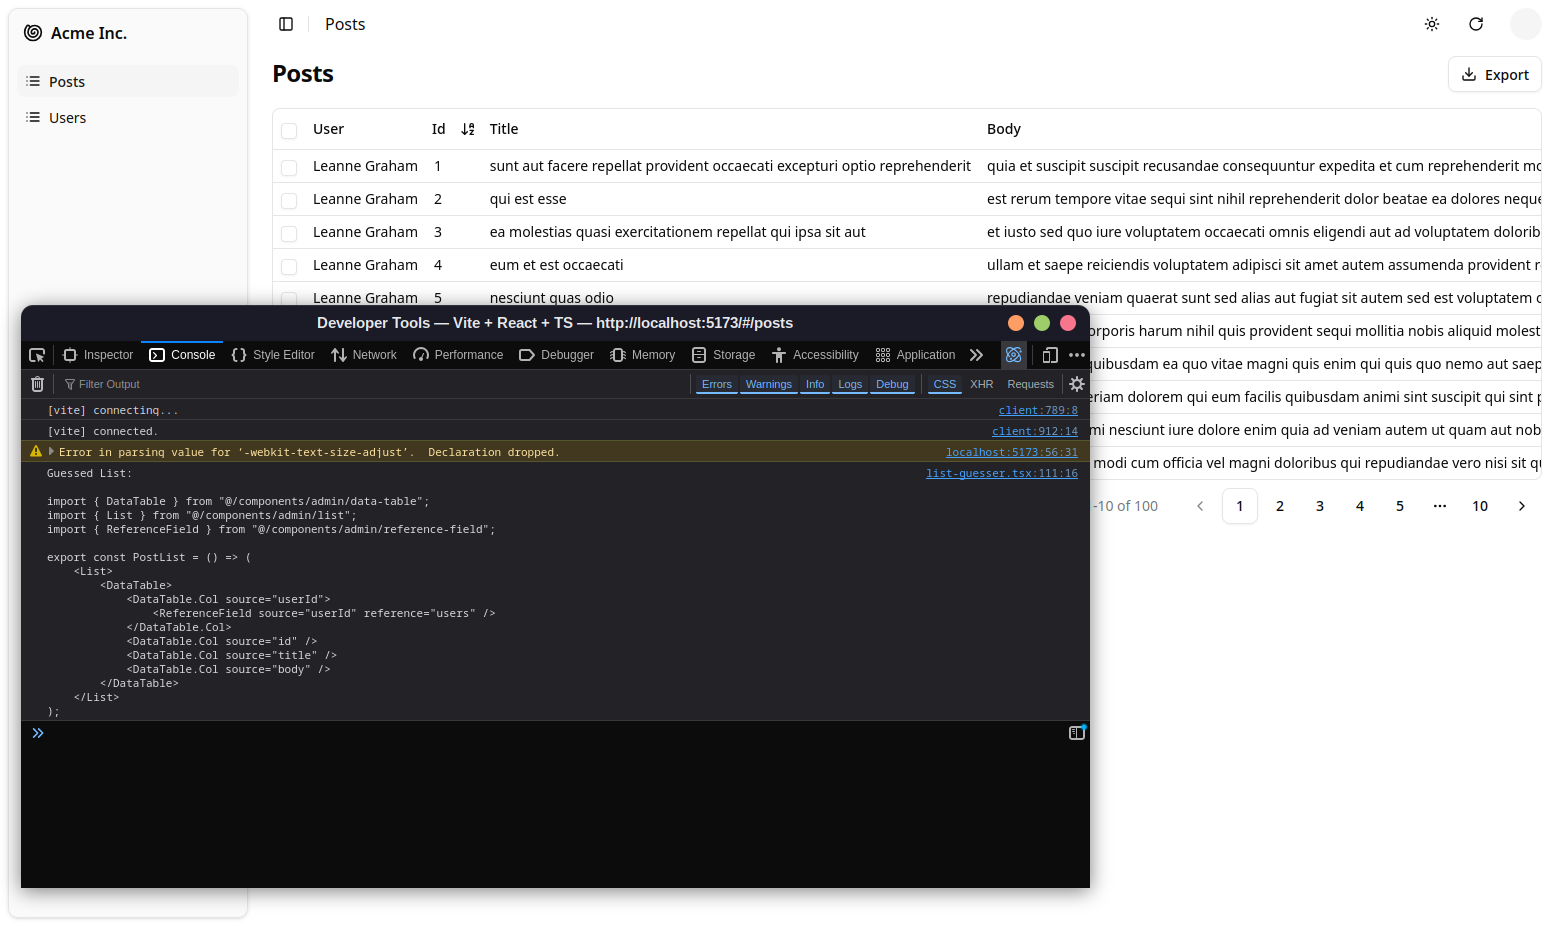 Acme Inc.
Posts
Users
Posts
Posts
Export
User Id Title Body
Leanne Graham 1 sunt aut facere repellat provident occaecati excepturi optio reprehenderit quia et suscipit suscipit recusandae consequuntur expedita et cum reprehenderit mo
Leanne Graham 2 qui est esse est rerum tempore vitae sequi sint nihil reprehenderit dolor beatae ea dolores neque
Leanne Graham 3 ea molestias quasi exercitationem repellat qui ipsa sit aut et iusto sed quo iure voluptatem occaecati omnis eligendi aut ad voluptatem dolorib
Leanne Graham 4 eum et est occaecati ullam et saepe reiciendis voluptatem adipisci sit amet autem assumenda provident r
Leanne Graham 5 nesciunt quas odio repudiandae veniam quaerat sunt sed alias aut fugiat sit autem sed est voluptatem
orporis harum nihil quis provident sequi mollitia nobis aliquid molest
quibusdam ea quo vitae magni quis enim qui quis quo nemo aut saep
riam dolorem qui eum facilis quibusdam animi sint suscipit qui sint p
mi nesciunt iure dolore enim quia ad veniam autem ut quam aut nob
modi cum officia vel magni doloribus qui repudiandae vero nisi sit qu
-10 of 100 1 2 3 4 5 ••• 10
Developer Tools — Vite + React + TS — http://localhost:5173/#/posts
Inspector Console Style Editor Network Performance Debugger Memory Storage Accessibility Application
Filter Output Errors Warnings Info Logs Debug CSS XHR Requests
[vite] connecting... client:789:8
[vite] connected. client:912:14
Error in parsing value for ‘-webkit-text-size-adjust’. Declaration dropped. localhost:5173:56:31
Guessed List: list-guesser.tsx:111:16
import { DataTable } from "@/components/admin/data-table";
import { List } from "@/components/admin/list";
import { ReferenceField } from "@/components/admin/reference-field";
export const PostList = () => (
<List>
<DataTable>
<DataTable.Col source="userId">
<ReferenceField source="userId" reference="users" />
</DataTable.Col>
<DataTable.Col source="id" />
<DataTable.Col source="title" />
<DataTable.Col source="body" />
</DataTable>
</List>
);